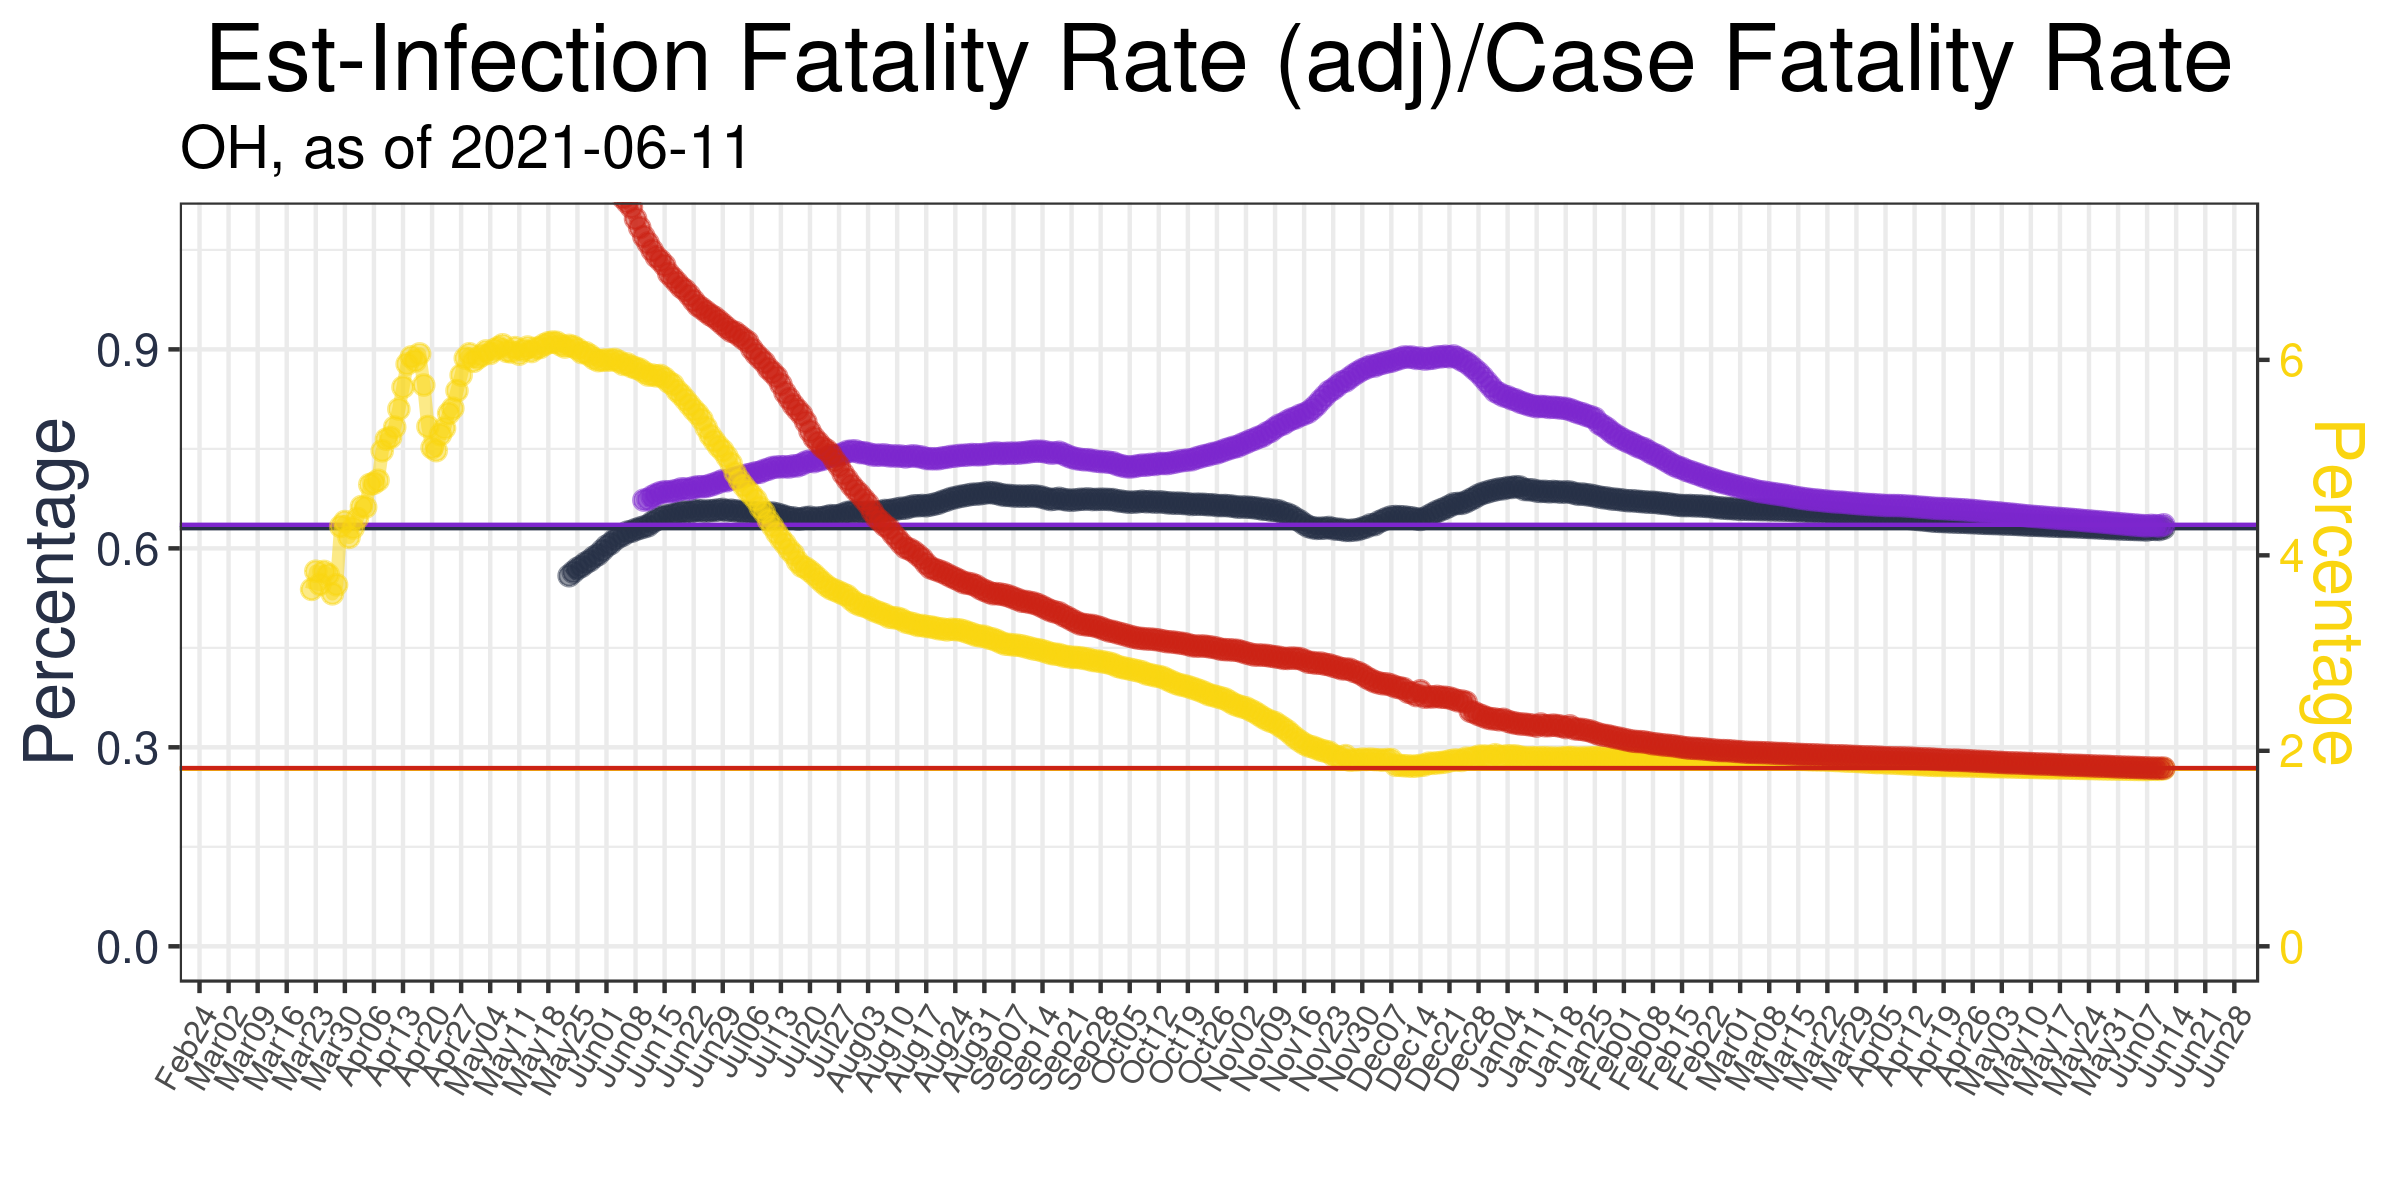 Est-Infection Fatality Rate (adj)/Case Fatality Rate
OH, as of 2021-06-11
Percentage
0.9
0.6
0.3
0.0
6
4
2
0
Percentage
Feb24 Mar02 Mar09 Mar16 Mar23 Mar30 Apr06 Apr13 Apr20 Apr27 May04 May11 May18 May25 Jun01 Jun08 Jun15 Jun22 Jun29 Jul06 Jul13 Jul20 Jul27 Aug03 Aug10 Aug17 Aug24 Aug31 Sep07 Sep14 Sep21 Sep28 Oct05 Oct12 Oct19 Oct26 Nov02 Nov09 Nov16 Nov23 Nov30 Dec07 Dec14 Dec21 Dec28 Jan04 Jan11 Jan18 Jan25 Feb01 Feb08 Feb15 Feb22 Mar01 Mar08 Mar15 Mar22 Mar29 Apr05 Apr12 Apr19 Apr26 May03 May10 May17 May24 May31 Jun07 Jun14 Jun21 Jun28